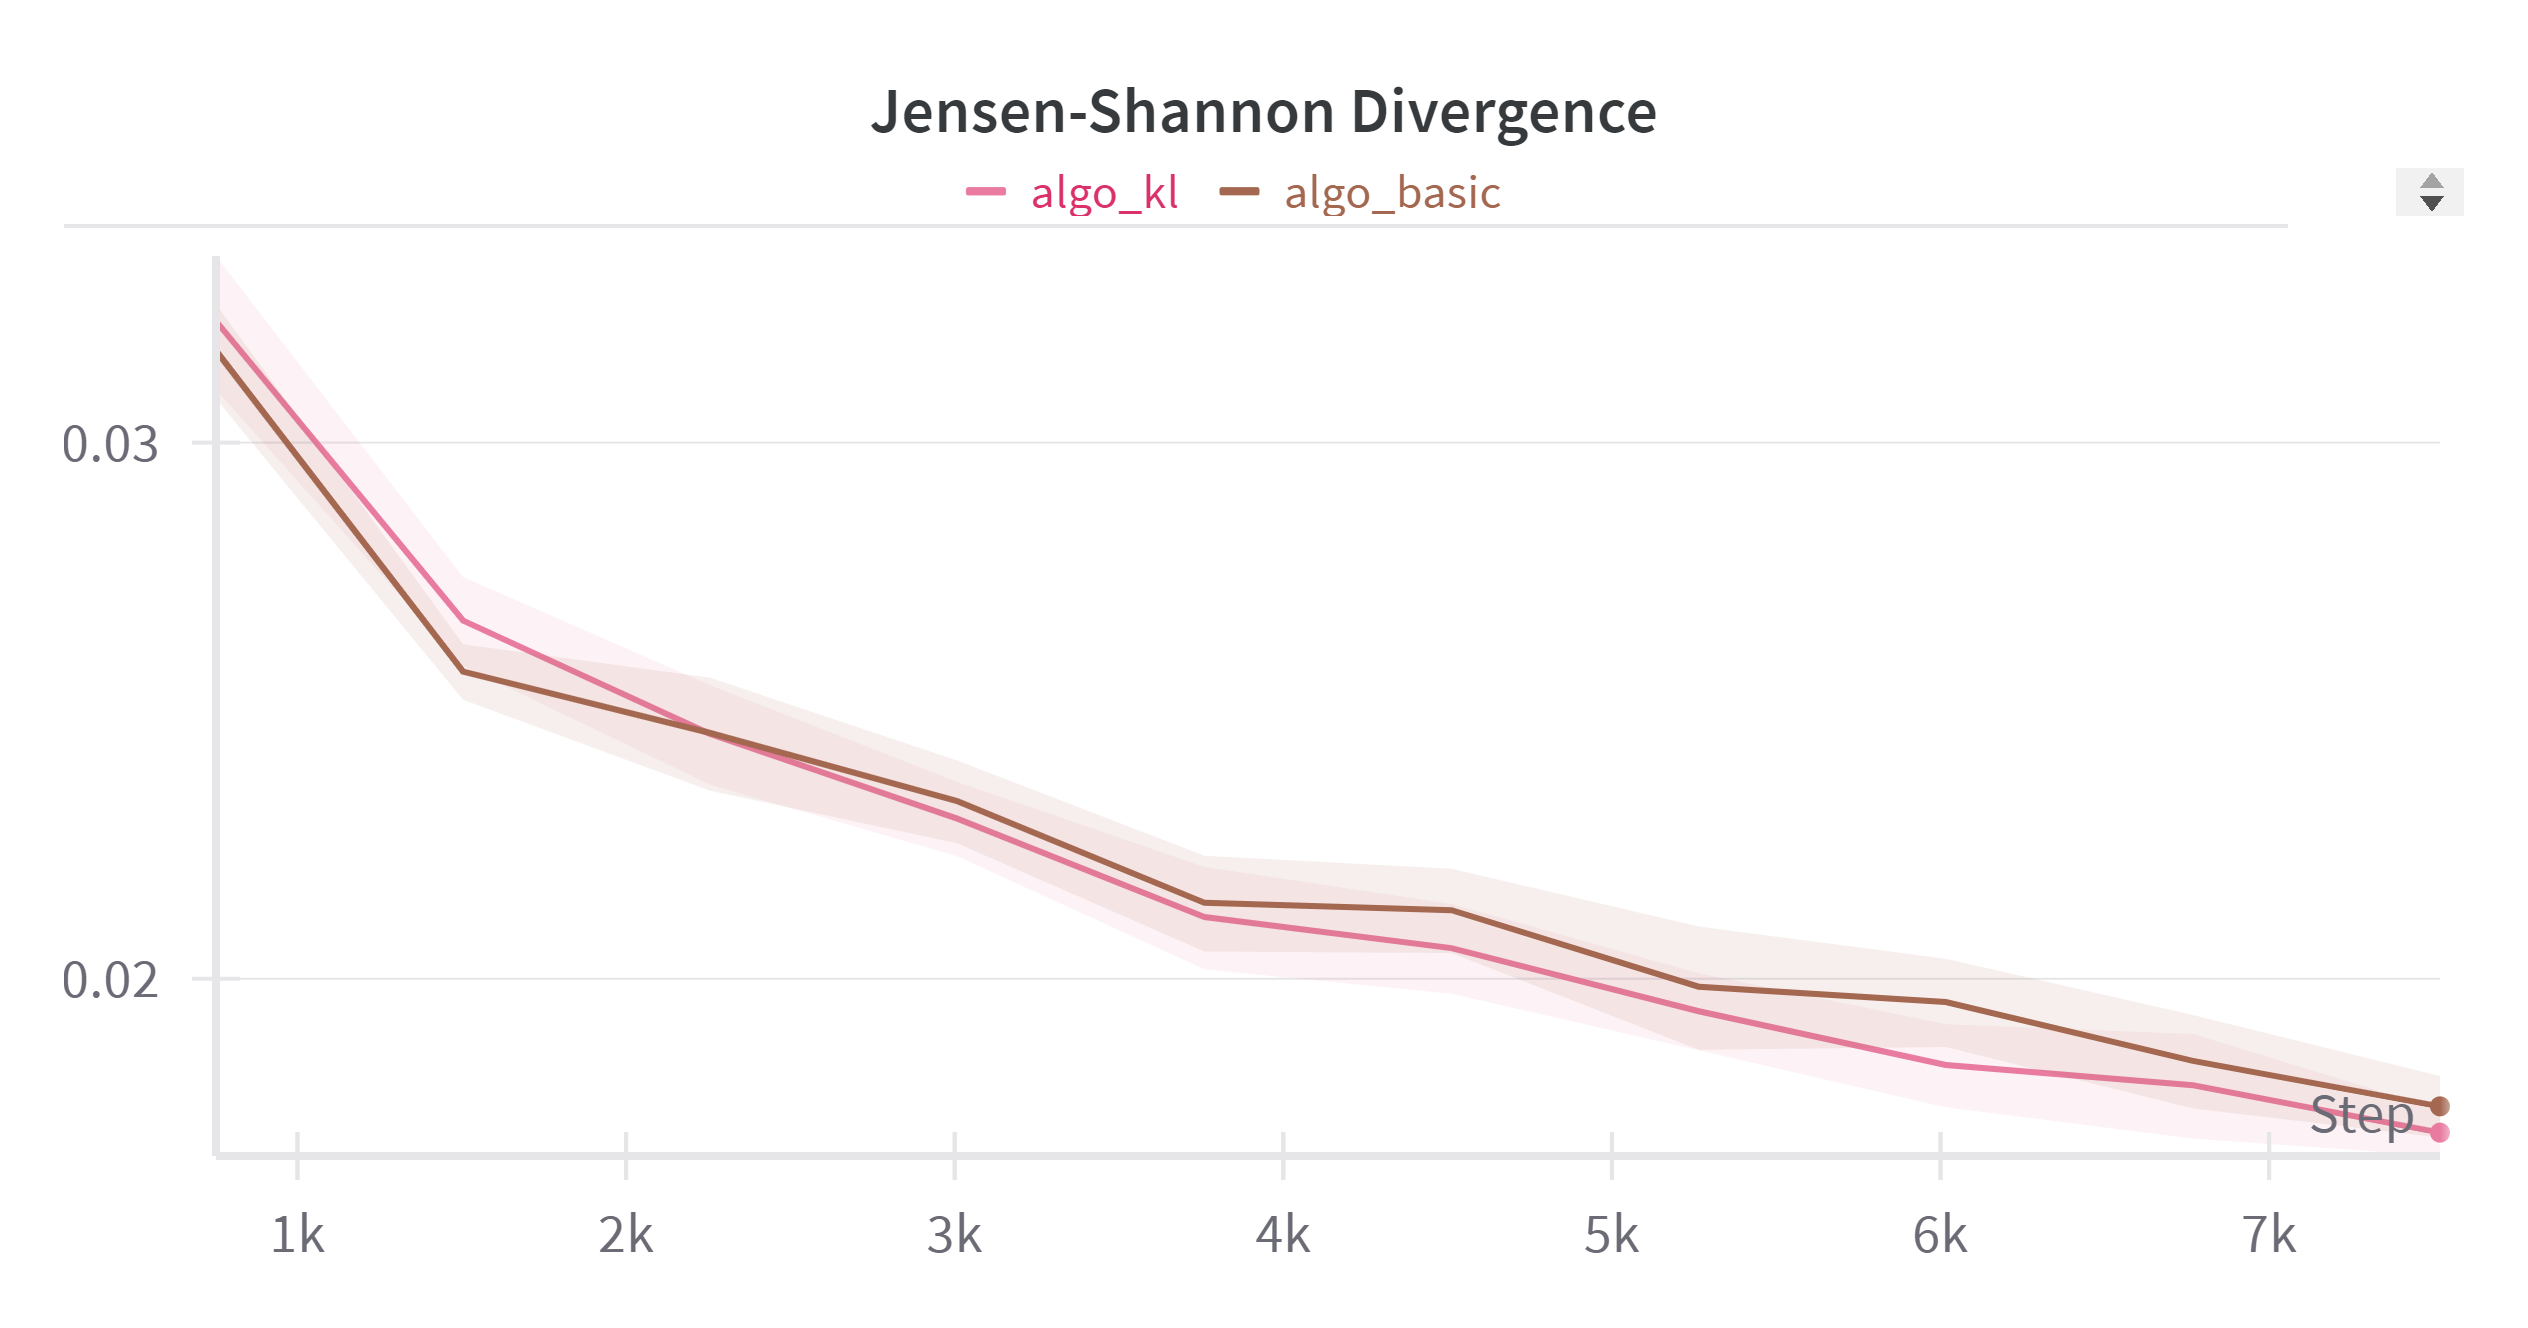 Jensen-Shannon Divergence
algo_kl algo_basic
0.03
0.02
Step
1k 2k 3k 4k 5k 6k 7k